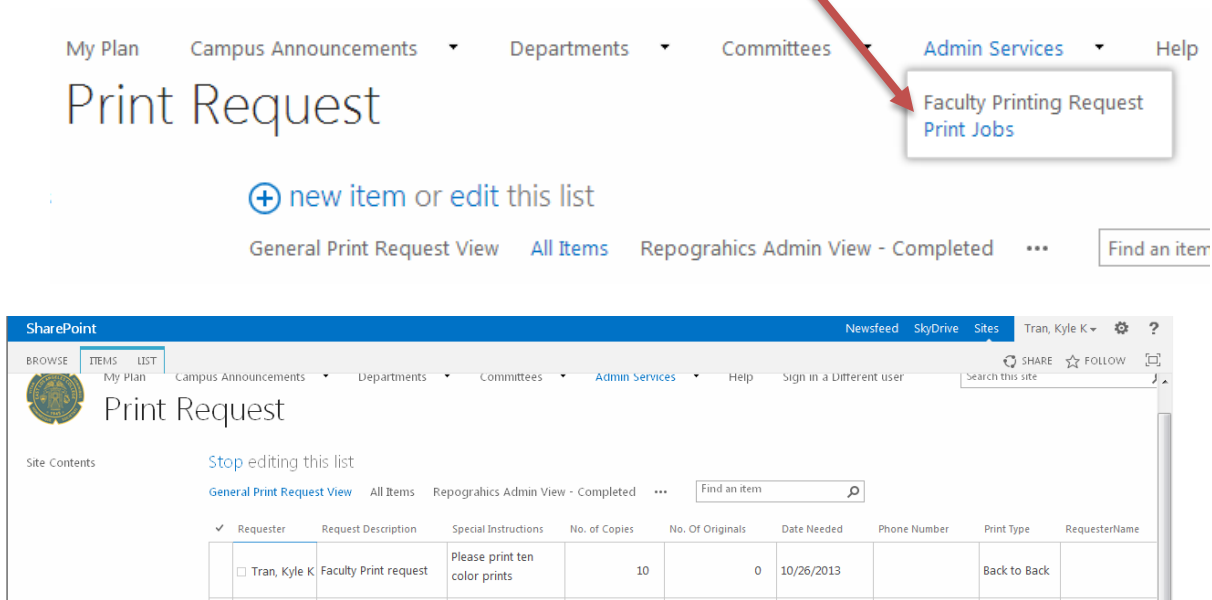 My Plan Campus Announcements Departments Committees Admin Services Help
Print Request
Faculty Printing Request
Print Jobs
new item or edit this list
General Print Request View All Items Repograhics Admin View - Completed ••• Find an item
SharePoint Newsfeed SkyDrive Sites Tran, Kyle K ?
BROWSE ITEMS LIST SHARE FOLLOW
My Plan Campus Announcements Departments Committees Admin Services Help Sign in a Different user Search this site
Print Request
Site Contents
Stop editing this list
General Print Request View All Items Repograhics Admin View - Completed ••• Find an item
Requester Request Description Special Instructions No. of Copies No. Of Originals Date Needed Phone Number Print Type RequesterName
Please print ten
Tran, Kyle K Faculty Print request 10 0 10/26/2013 Back to Back
color prints